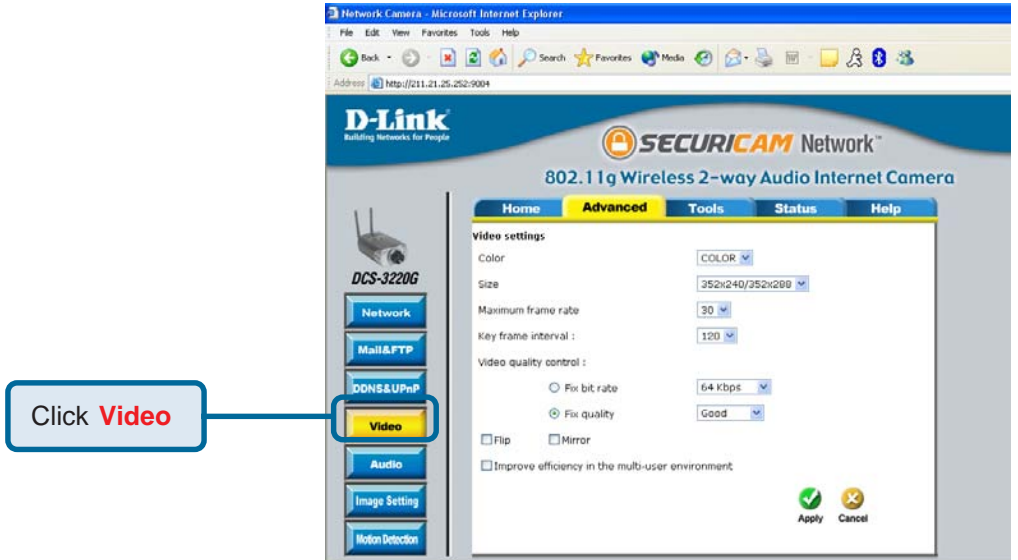 Network Camera - Microsoft Internet Explorer
File Edit View Favorites Tools Help
Back Search Favorites Media
Address http://211.21.25.252:9004
D-Link
Building Networks for People
SECURICAM Network™
802.11g Wireless 2-way Audio Internet Camera
Home Advanced Tools Status Help
DCS-3220G
Network
Mail&FTP
DDNS&UPnP
Video
Audio
Image Setting
Motion Detection
Click Video
Video settings
Color COLOR
Size 352x240/352x288
Maximum frame rate 30
Key frame interval : 120
Video quality control :
Fix bit rate 64 Kbps
Fix quality Good
Flip Mirror
Improve efficiency in the multi-user environment
Apply Cancel